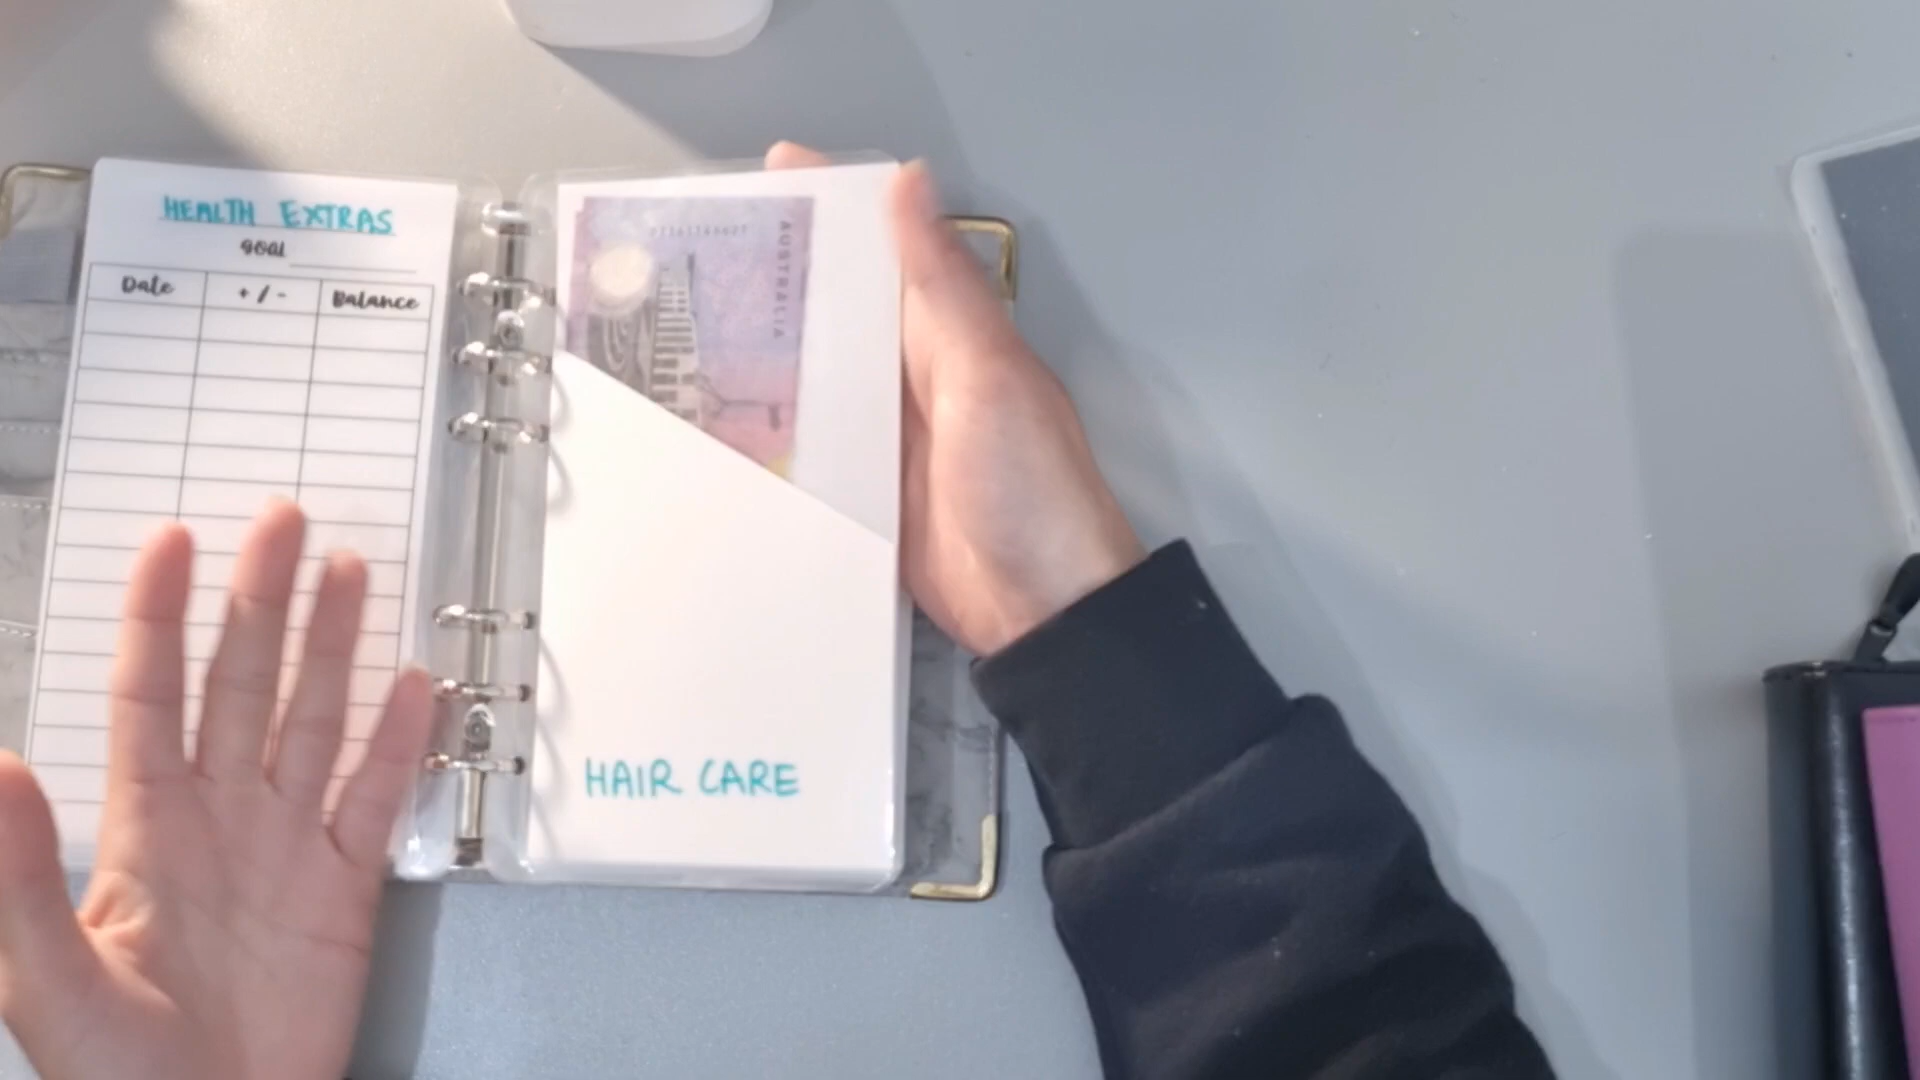 HEALTH EXTRAS
GOAL
Date + / - Balance
AUSTRALIA
HAIR CARE